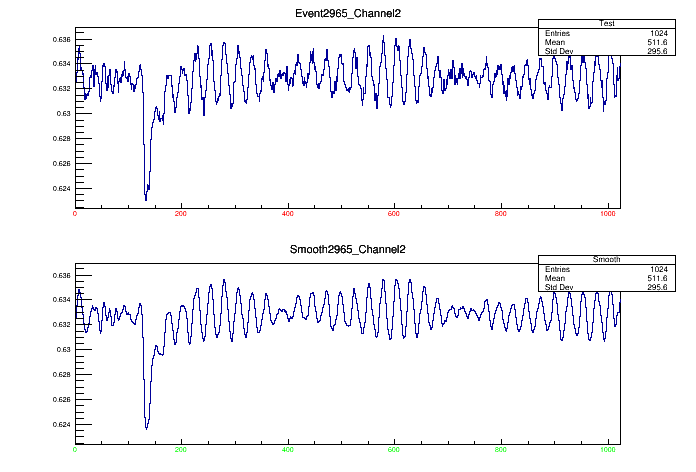 Event2965_Channel2
Test
Entries 1024
Mean 511.6
Std Dev 295.6
0.636
0.634
0.632
0.63
0.628
0.626
0.624
0 200 400 600 800 1000
Smooth2965_Channel2
Smooth
Entries 1024
Mean 511.6
Std Dev 295.6
0.636
0.634
0.632
0.63
0.628
0.626
0.624
0 200 400 600 800 1000